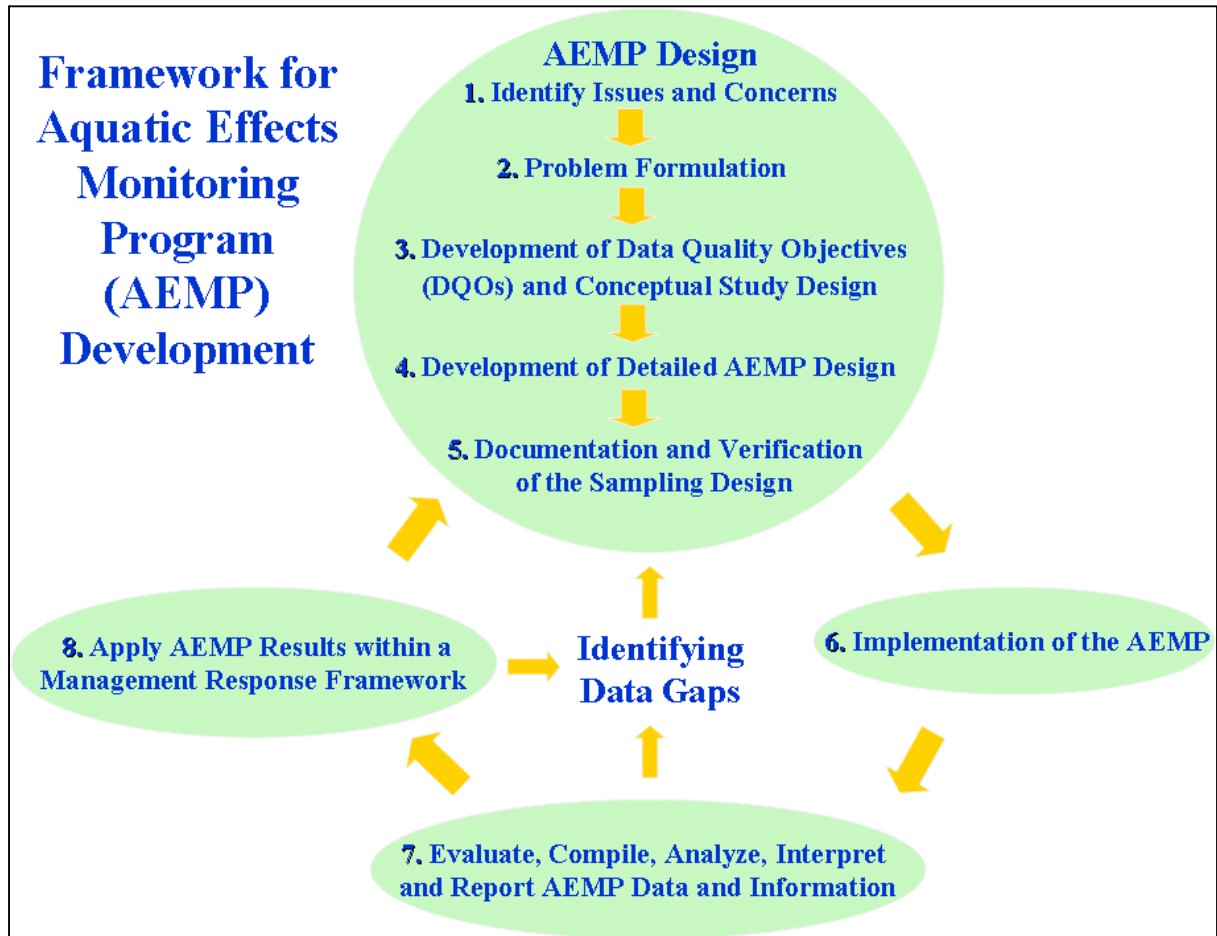 Framework for
Aquatic Effects
Monitoring
Program
(AEMP)
Development
AEMP Design
1. Identify Issues and Concerns
2. Problem Formulation
3. Development of Data Quality Objectives
(DQOs) and Conceptual Study Design
4. Development of Detailed AEMP Design
5. Documentation and Verification
of the Sampling Design
8. Apply AEMP Results within a
Management Response Framework
Identifying
Data Gaps
6. Implementation of the AEMP
7. Evaluate, Compile, Analyze, Interpret
and Report AEMP Data and Information